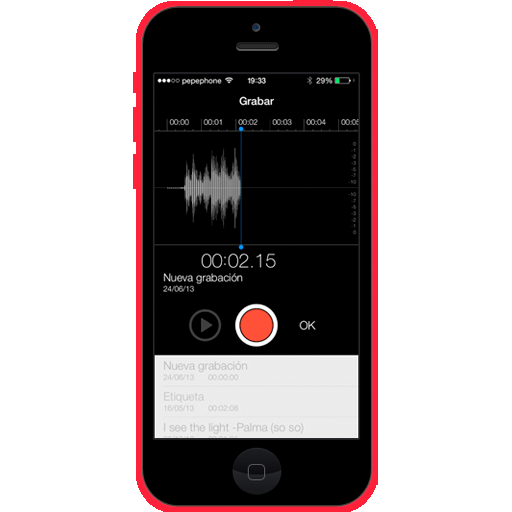 pepephone 19:33 29%
Grabar
00:00 00:01 00:02 00:03 00:04 00:05
00:02.15
Nueva grabación
24/06/13
OK
Nueva grabación
24/06/13 00:00:00
Etiqueta
16/05/13 00:02:08
I see the light -Palma (so so)